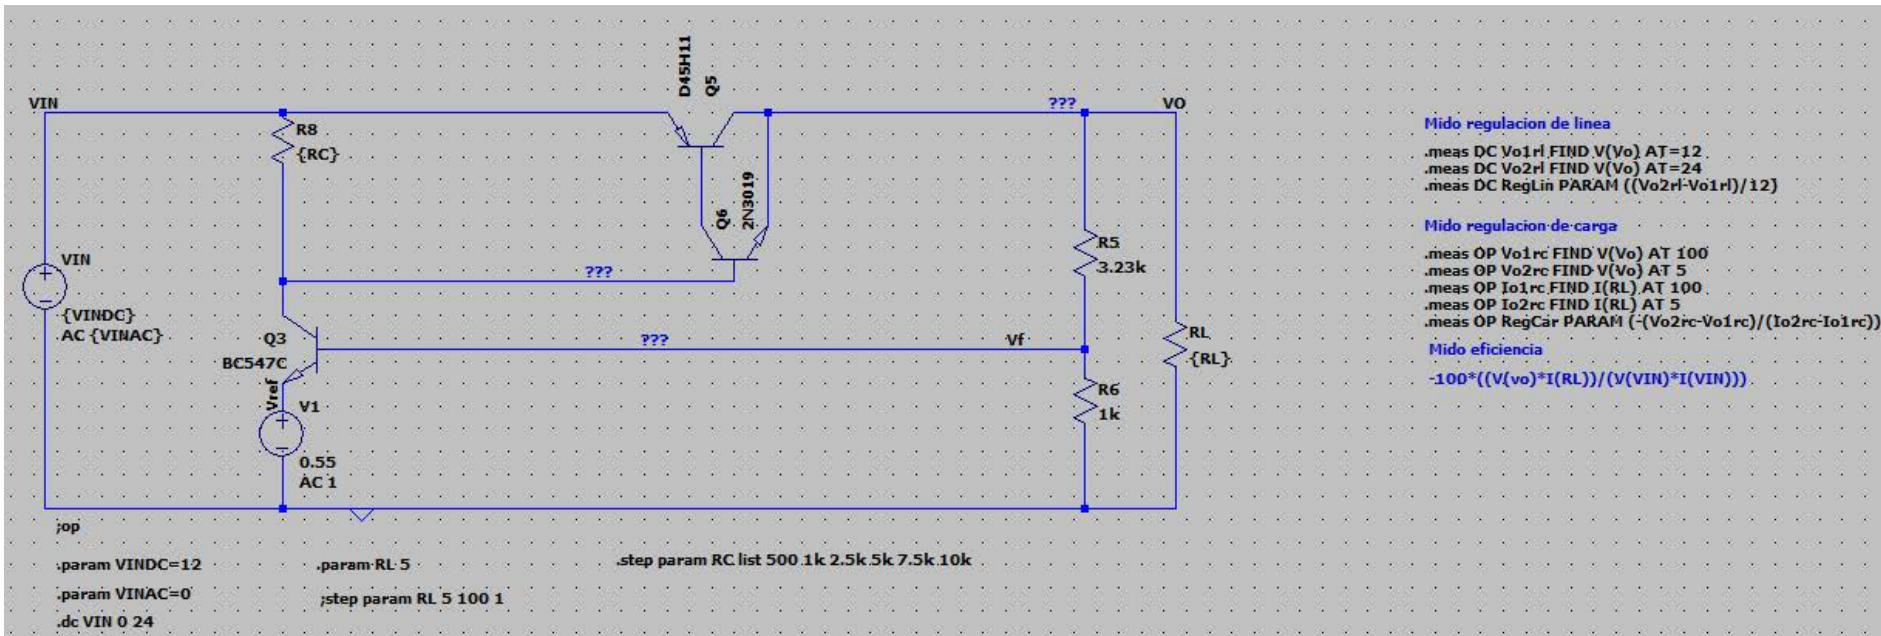 VIN
R8
{RC}
D45H11
Q5
Q6
2N3019
???
VO
???
VIN
{VINDC}
AC {VINAC}
Q3
BC547C
???
Vf
R5
3.23k
RL
{RL}
R6
1k
Vref
V1
0.55
AC 1
;op
.param VINDC=12
.param VINAC=0
.dc VIN 0 24
.param RL 5
;step param RL 5 100 1
.step param RC list 500 1k 2.5k 5k 7.5k 10k
Mido regulacion de linea
.meas DC Vo1rl FIND V(Vo) AT=12
.meas DC Vo2rl FIND V(Vo) AT=24
.meas DC RegLin PARAM ((Vo2rl-Vo1rl)/12)
Mido regulacion de carga
.meas OP Vo1rc FIND V(Vo) AT 100
.meas OP Vo2rc FIND V(Vo) AT 5
.meas OP Io1rc FIND I(RL) AT 100
.meas OP Io2rc FIND I(RL) AT 5
.meas OP RegCar PARAM (-(Vo2rc-Vo1rc)/(Io2rc-Io1rc))
Mido eficiencia
-100*((V(vo)*I(RL))/(V(VIN)*I(VIN)))